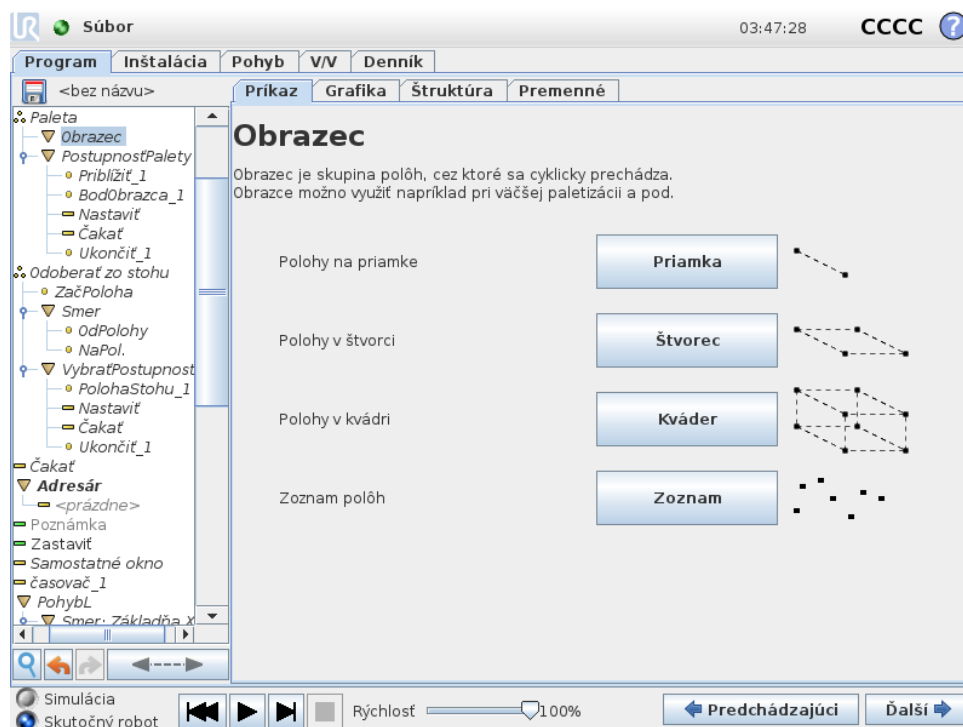 UR Súbor 03:47:28 CCCC ?
Program Inštalácia Pohyb V/V Denník
<bez názvu> Príkaz Grafika Štruktúra Premenné
Paleta
Obrazec
PostupnosťPalety
Priblížiť_1
BodObrazca_1
Nastaviť
Čakať
Ukončiť_1
Odoberať zo stohu
ZačPoloha
Smer
OdPolohy
NaPol.
VybraťPostupnosť
PolohaStohu_1
Nastaviť
Čakať
Ukončiť_1
Čakať
Adresár
<prázdne>
Poznámka
Zastaviť
Samostatné okno
časovač_1
PohybL
Smer: Základňa X
Obrazec
Obrazec je skupina polôh, cez ktoré sa cyklicky prechádza.
Obrazce možno využiť napríklad pri väčšej paletizácii a pod.
Polohy na priamke Priamka
Polohy v štvorci Štvorec
Polohy v kvádri Kváder
Zoznam polôh Zoznam
Simulácia
Skutočný robot
Rýchlosť 100%
Predchádzajúci Ďalší